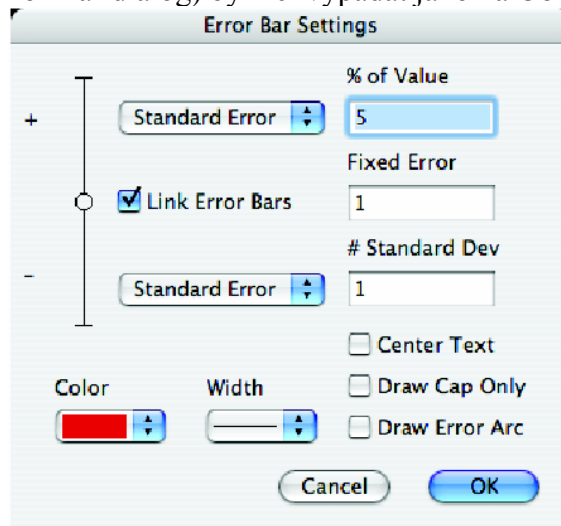 Error Bar Settings
% of Value
+
Standard Error
5
Fixed Error
Link Error Bars
1
# Standard Dev
-
Standard Error
1
Center Text
Color
Width
Draw Cap Only
Draw Error Arc
Cancel
OK